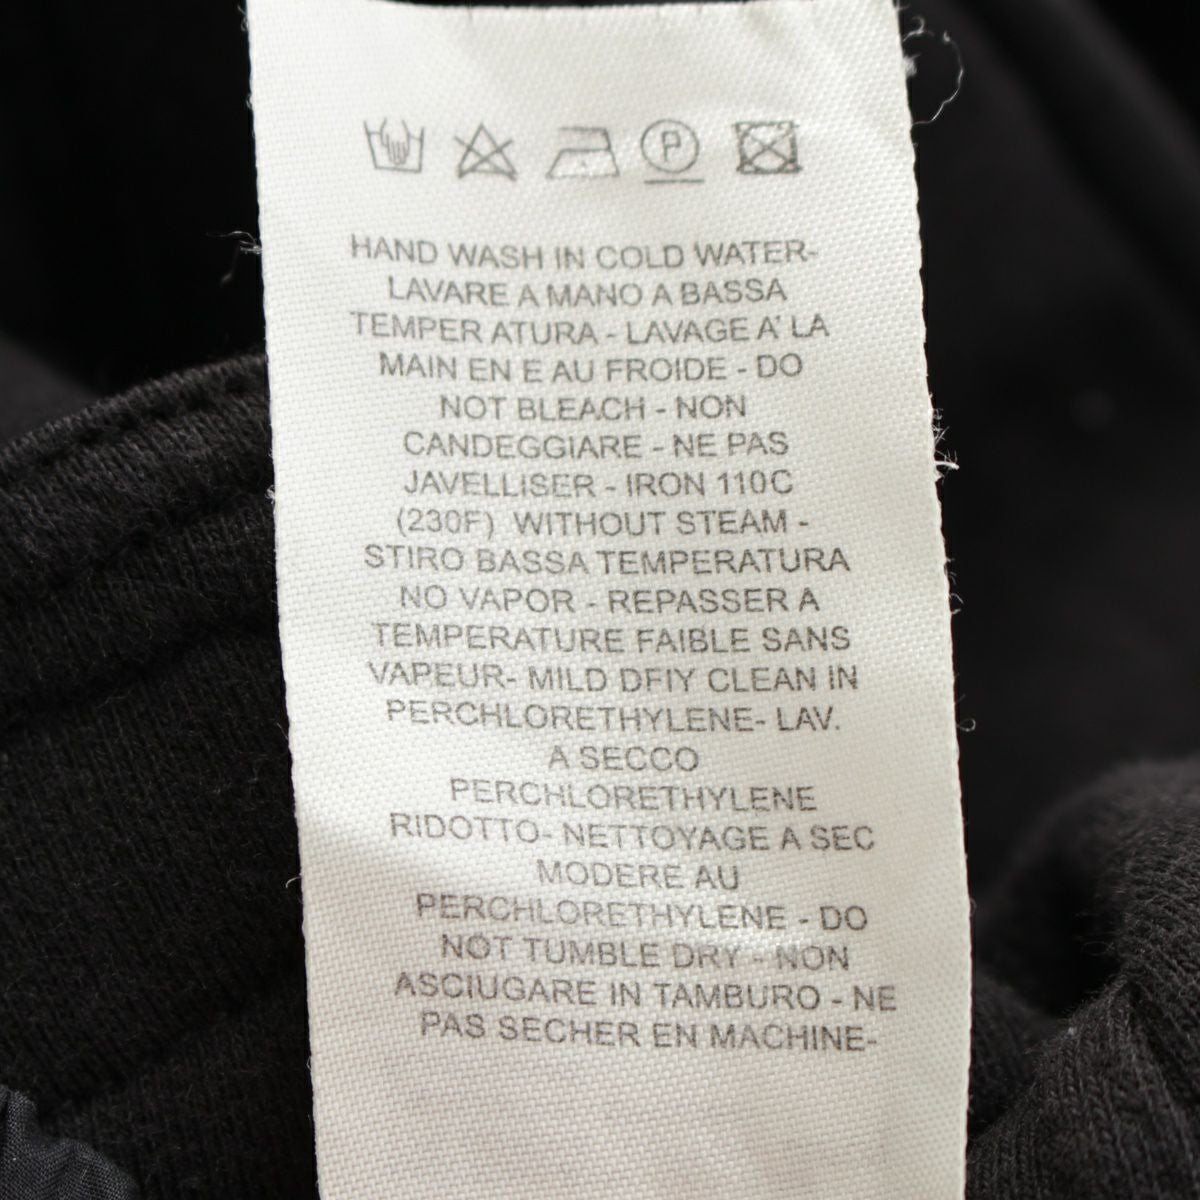 P
HAND WASH IN COLD WATER-
LAVARE A MANO A BASSA
TEMPER ATURA - LAVAGE A' LA
MAIN EN E AU FROIDE - DO
NOT BLEACH - NON
CANDEGGIARE - NE PAS
JAVELLISER - IRON 110C
(230F) WITHOUT STEAM -
STIRO BASSA TEMPERATURA
NO VAPOR - REPASSER A
TEMPERATURE FAIBLE SANS
VAPEUR- MILD DFIY CLEAN IN
PERCHLORETHYLENE- LAV.
A SECCO
PERCHLORETHYLENE
RIDOTTO- NETTOYAGE A SEC
MODERE AU
PERCHLORETHYLENE - DO
NOT TUMBLE DRY - NON
ASCIUGARE IN TAMBURO - NE
PAS SECHER EN MACHINE-